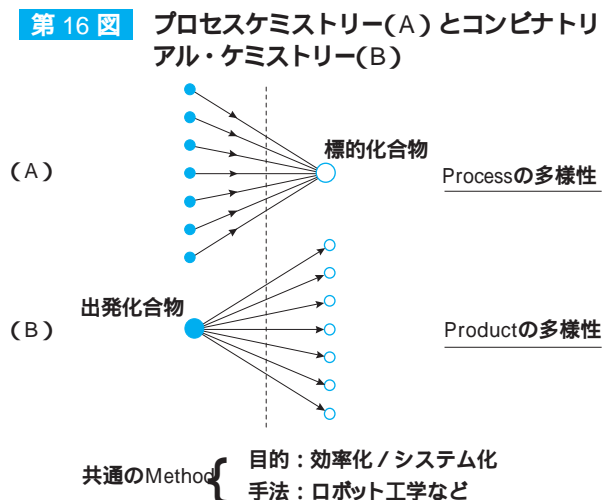 第 16 図 プロセスケミストリー(A)とコンビナトリ
アル・ケミストリー(B)
標的化合物
(A)
Processの多様性
出発化合物
(B)
Productの多様性
目的：効率化 / システム化
共通のMethod{
手法：ロボット工学など